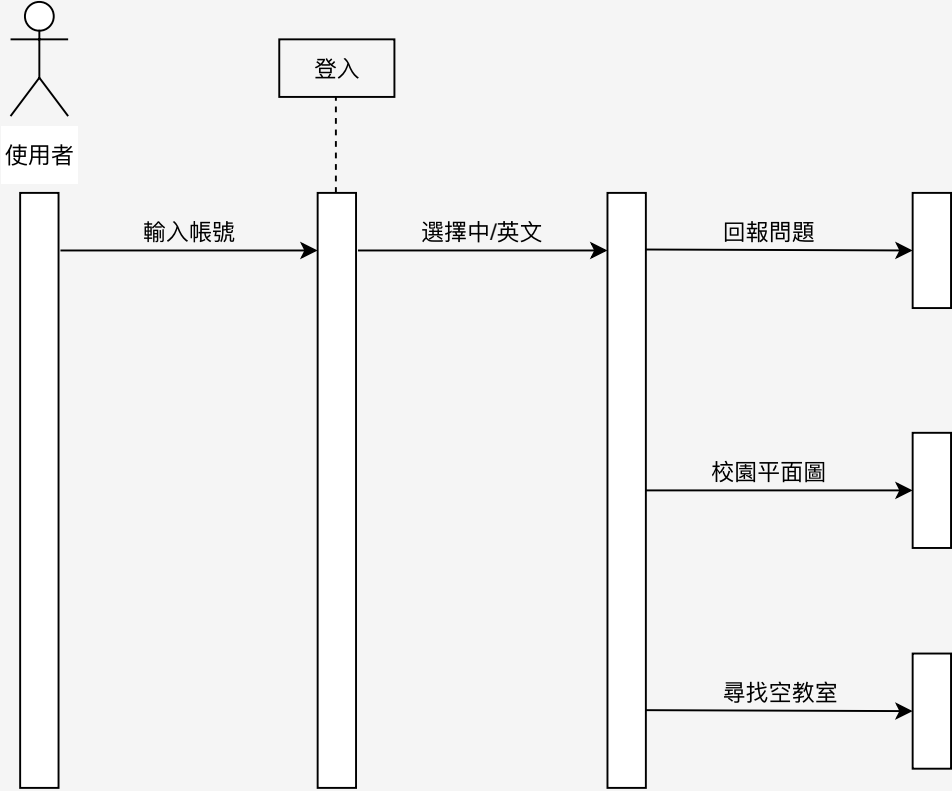 登入
使用者
輸入帳號
選擇中/英文
回報問題
校園平面圖
尋找空教室